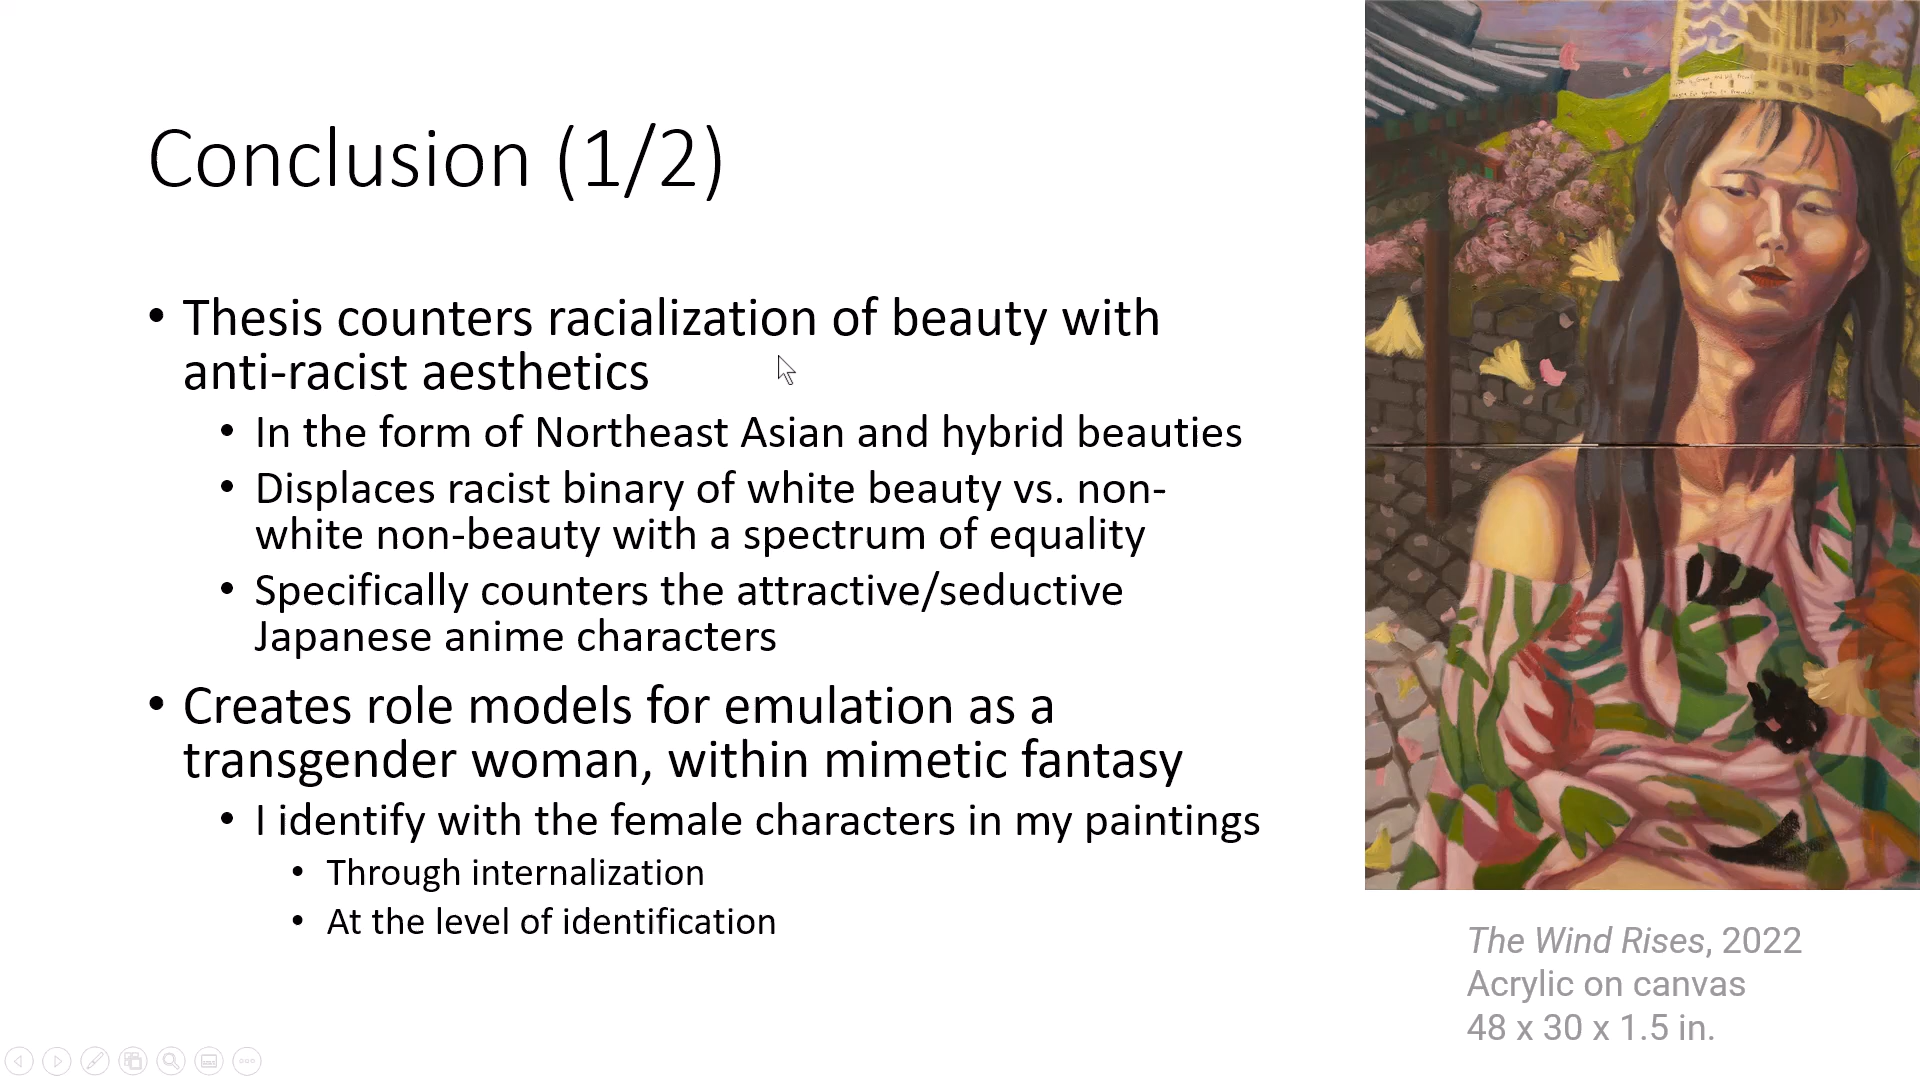 Conclusion (1/2)
• Thesis counters racialization of beauty with
anti-racist aesthetics
• In the form of Northeast Asian and hybrid beauties
• Displaces racist binary of white beauty vs. non-
white non-beauty with a spectrum of equality
• Specifically counters the attractive/seductive
Japanese anime characters
• Creates role models for emulation as a
transgender woman, within mimetic fantasy
• I identify with the female characters in my paintings
• Through internalization
• At the level of identification
The Wind Rises, 2022
Acrylic on canvas
48 x 30 x 1.5 in.